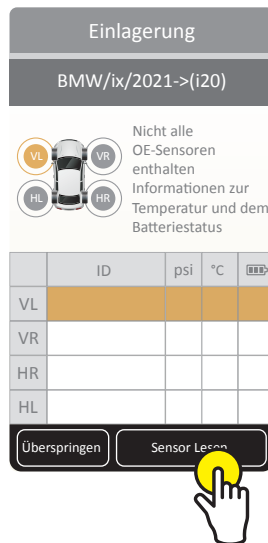 Einlagerung
BMW/ix/2021->(i20)
VL VR
HL HR
Nicht alle
OE-Sensoren
enthalten
Informationen zur
Temperatur und dem
Batteriestatus
ID psi °C
VL
VR
HR
HL
Überspringen Sensor Lesen